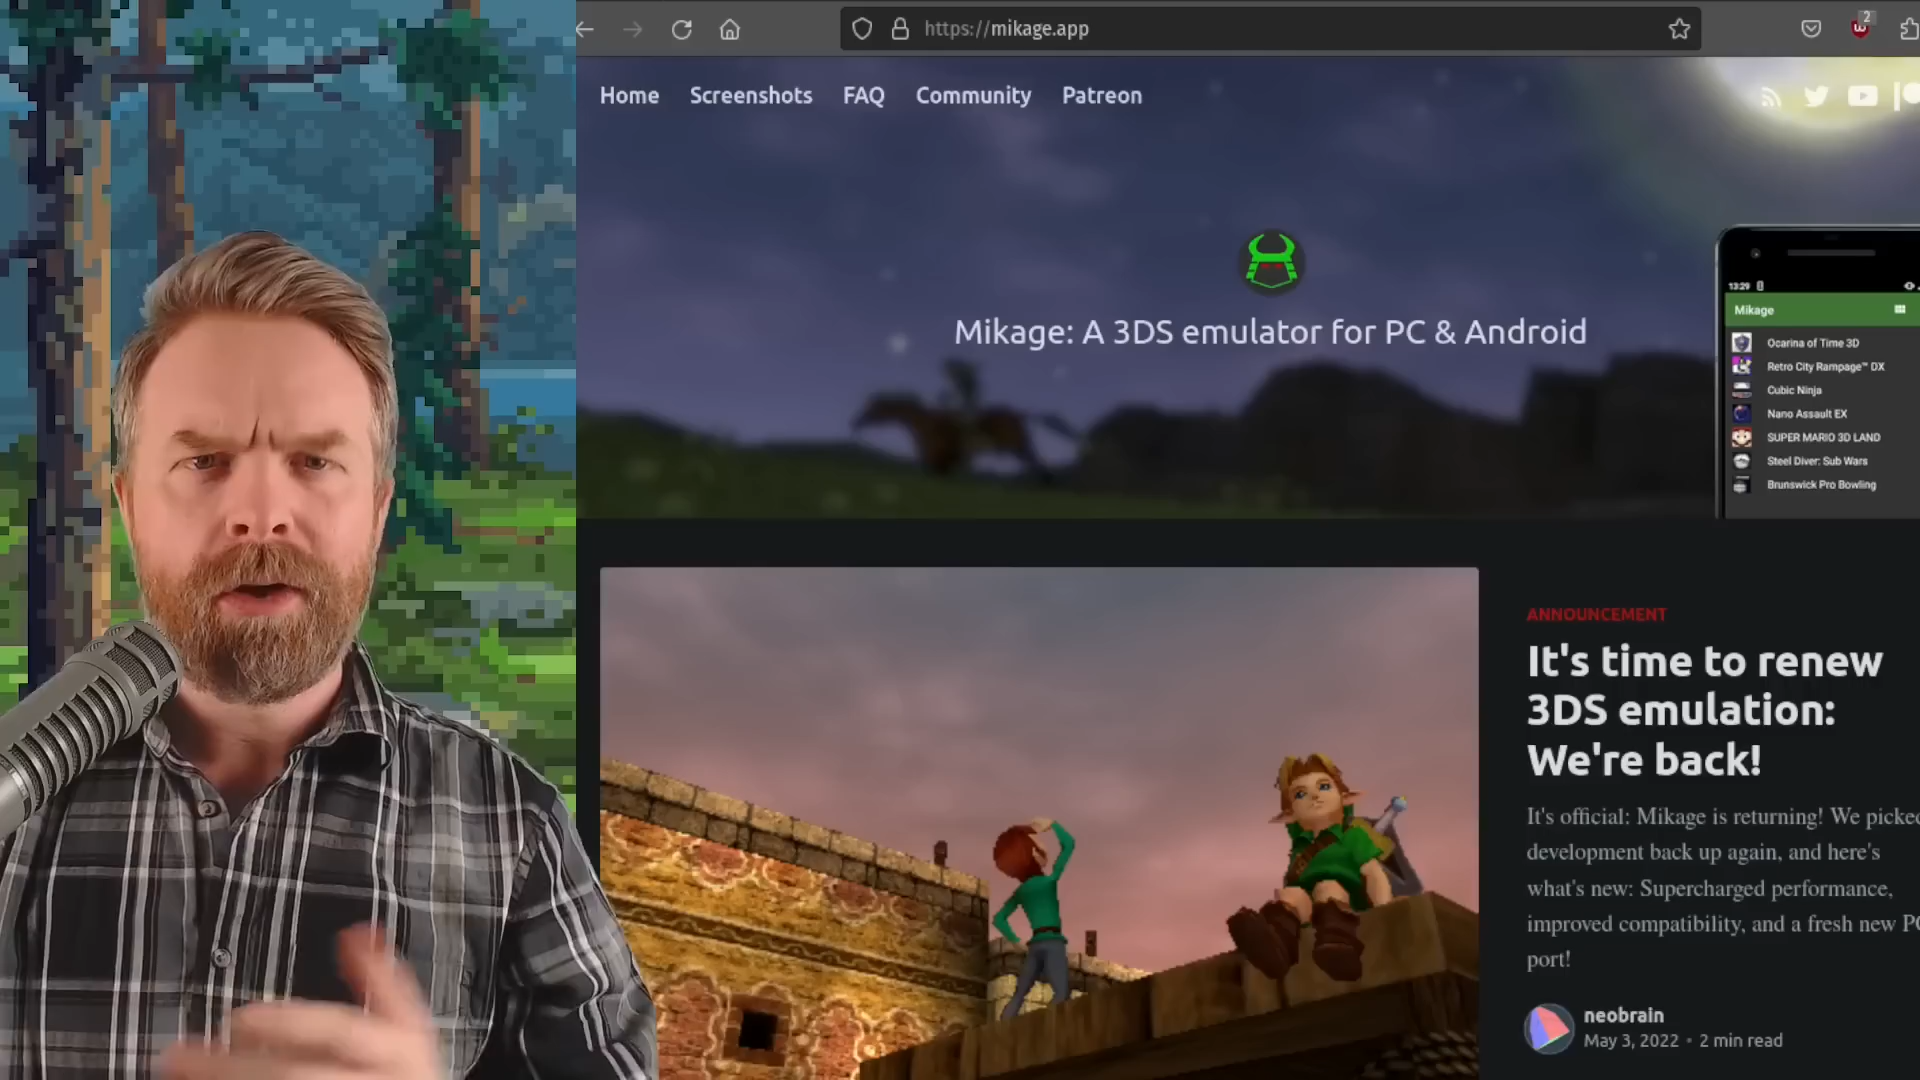 https://mikage.app
2
Home Screenshots FAQ Community Patreon
Mikage: A 3DS emulator for PC & Android
13:29
Mikage
Ocarina of Time 3D
Retro City Rampage™ DX
Cubic Ninja
Nano Assault EX
SUPER MARIO 3D LAND
Steel Diver: Sub Wars
Brunswick Pro Bowling
ANNOUNCEMENT
It's time to renew
3DS emulation:
We're back!
It's official: Mikage is returning! We picked
development back up again, and here's
what's new: Supercharged performance,
improved compatibility, and a fresh new PC
port!
neobrain
May 3, 2022 • 2 min read